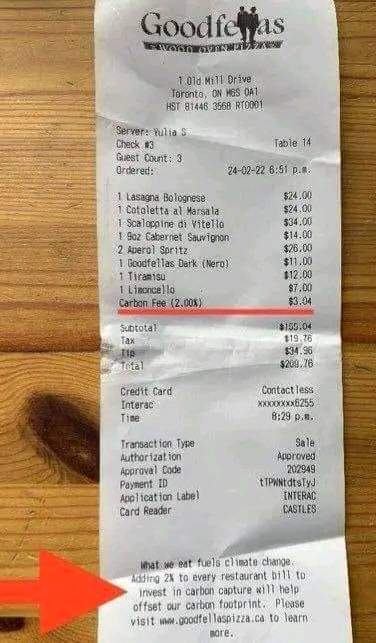 Goodfellas
WOOD OVEN PIZZA
1 Old Mill Drive
Toronto, ON M6S 0A1
HST 81446 3568 RT0001
Server: Yulia S
Check #3 Table 14
Guest Count: 3
Ordered: 24-02-22 6:51 p.m.
1 Lasagna Bolognese $24.00
1 Cotoletta al Marsala $24.00
1 Scaloppine di Vitello $34.00
1 9oz Cabernet Sauvignon $14.00
2 Aperol Spritz $26.00
1 Goodfellas Dark (Nero) $11.00
1 Tiramisu $12.00
1 Limoncello $7.00
Carbon Fee (2.00%) $3.04
Subtotal $155.04
Tax $19.76
Tip $34.96
Total $209.76
Credit Card Contactless
Interac xxxxxxxx6255
Time 8:29 p.m.
Transaction Type Sale
Authorization Approved
Approval Code 202949
Payment ID tTPWNtdtsTyJ
Application Label INTERAC
Card Reader CASTLES
What we eat fuels climate change.
Adding 2% to every restaurant bill to
invest in carbon capture will help
offset our carbon footprint. Please
visit www.goodfellaspizza.ca to learn
more.